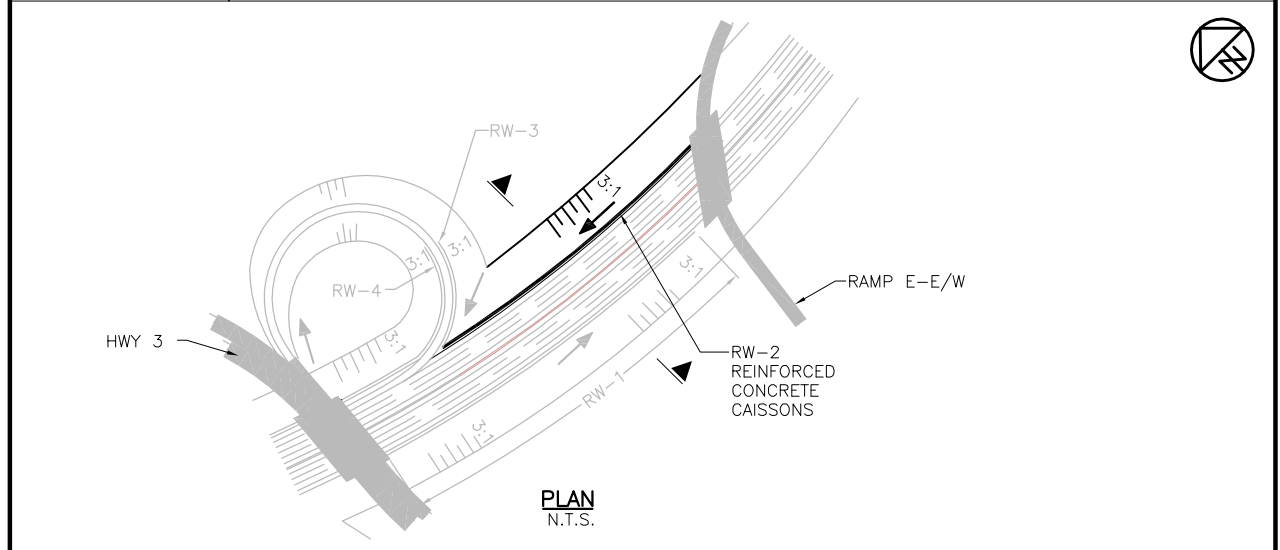 RW-3
3:1
3:1
3:1
RW-4
3:1
RAMP E-E/W
HWY 3
3:1
RW-2
REINFORCED
CONCRETE
CAISSONS
RW-1
3:1
PLAN
N.T.S.
N